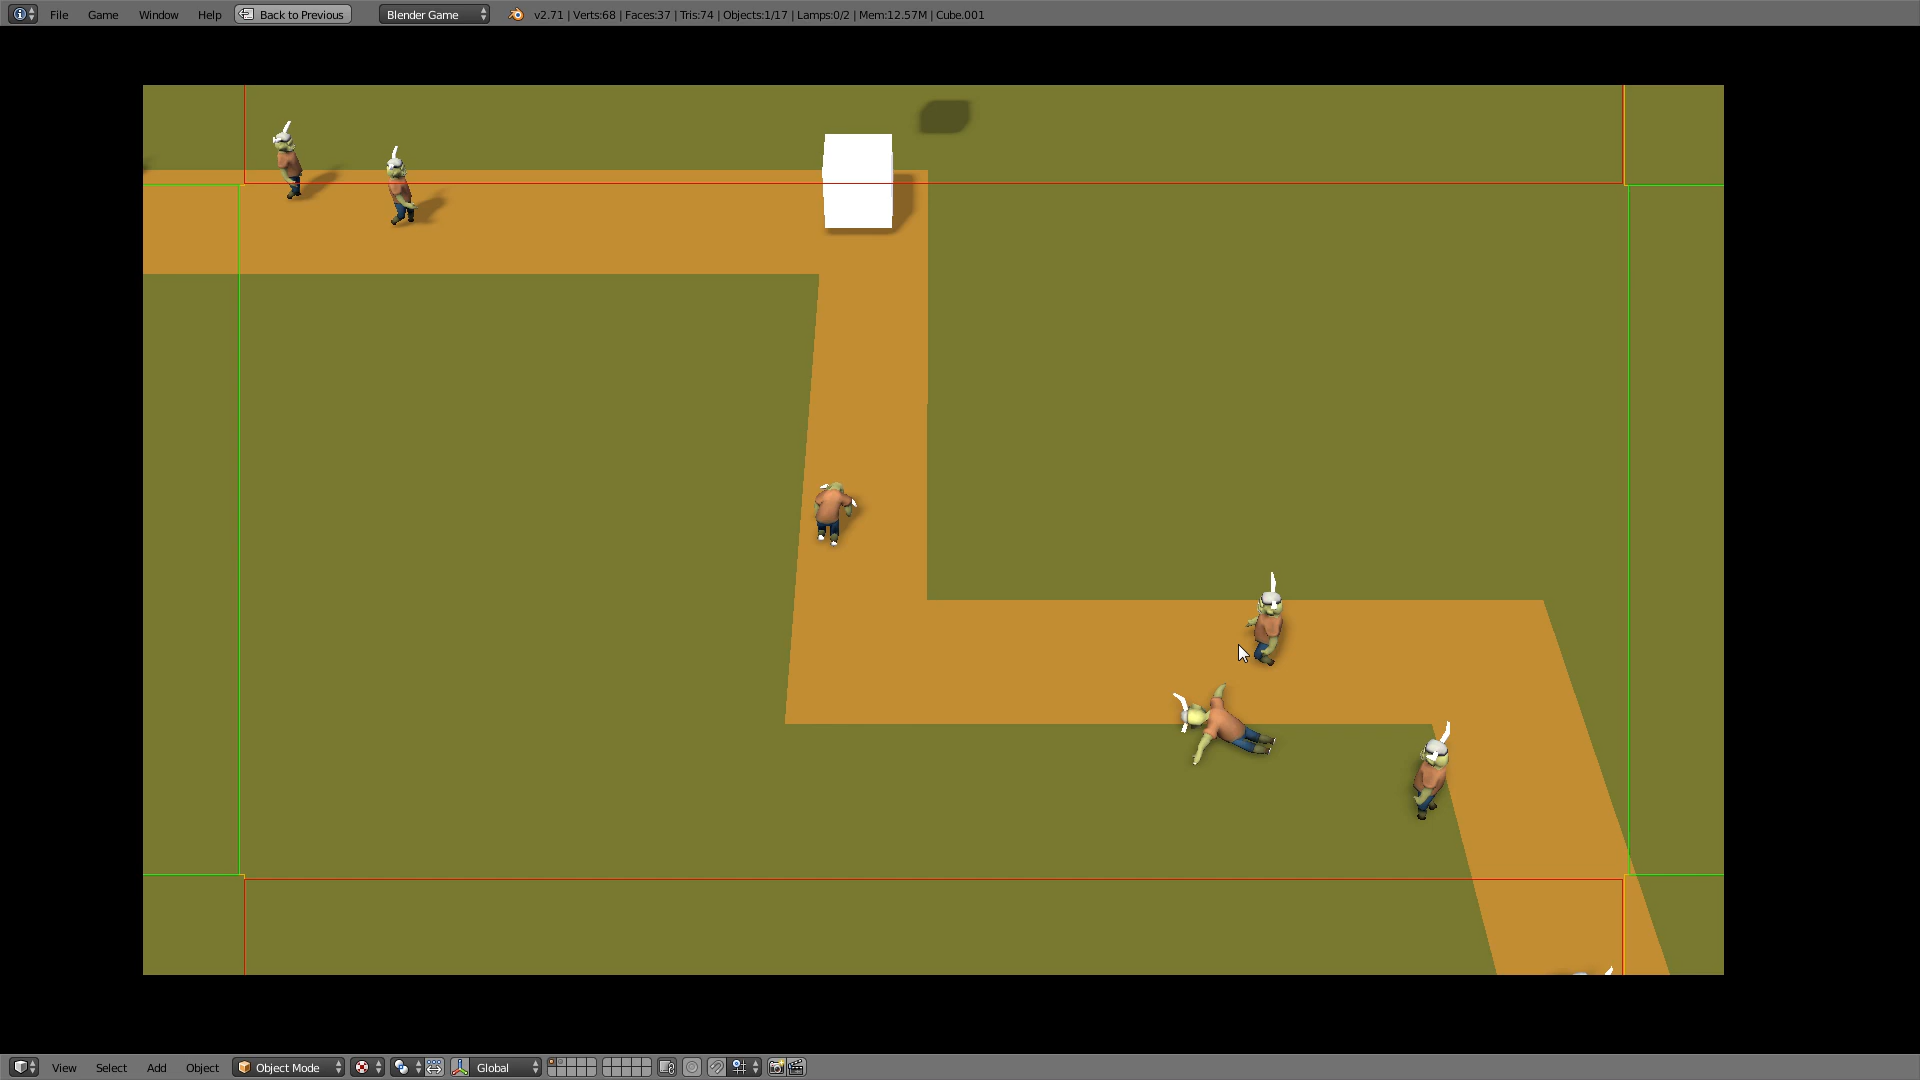 File Game Window Help Back to Previous Blender Game v2.71 | Verts:68 | Faces:37 | Tris:74 | Objects:1/17 | Lamps:0/2 | Mem:12.57M | Cube.001
View Select Add Object Object Mode Global